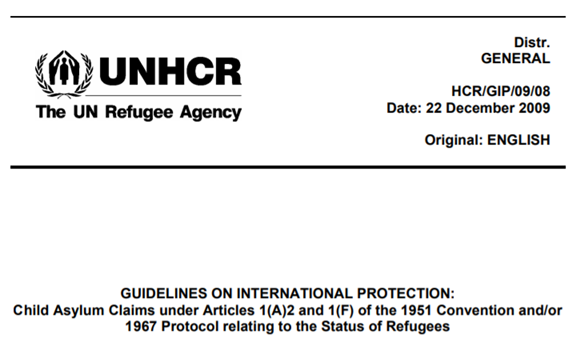 UNHCR
The UN Refugee Agency
Distr.
GENERAL
HCR/GIP/09/08
Date: 22 December 2009
Original: ENGLISH
GUIDELINES ON INTERNATIONAL PROTECTION:
Child Asylum Claims under Articles 1(A)2 and 1(F) of the 1951 Convention and/or
1967 Protocol relating to the Status of Refugees